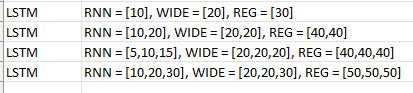 LSTM RNN = [10], WIDE = [20], REG = [30]
LSTM RNN = [10,20], WIDE = [20,20], REG = [40,40]
LSTM RNN = [5,10,15], WIDE = [20,20,20], REG = [40,40,40]
LSTM RNN = [10,20,30], WIDE = [20,20,30], REG = [50,50,50]